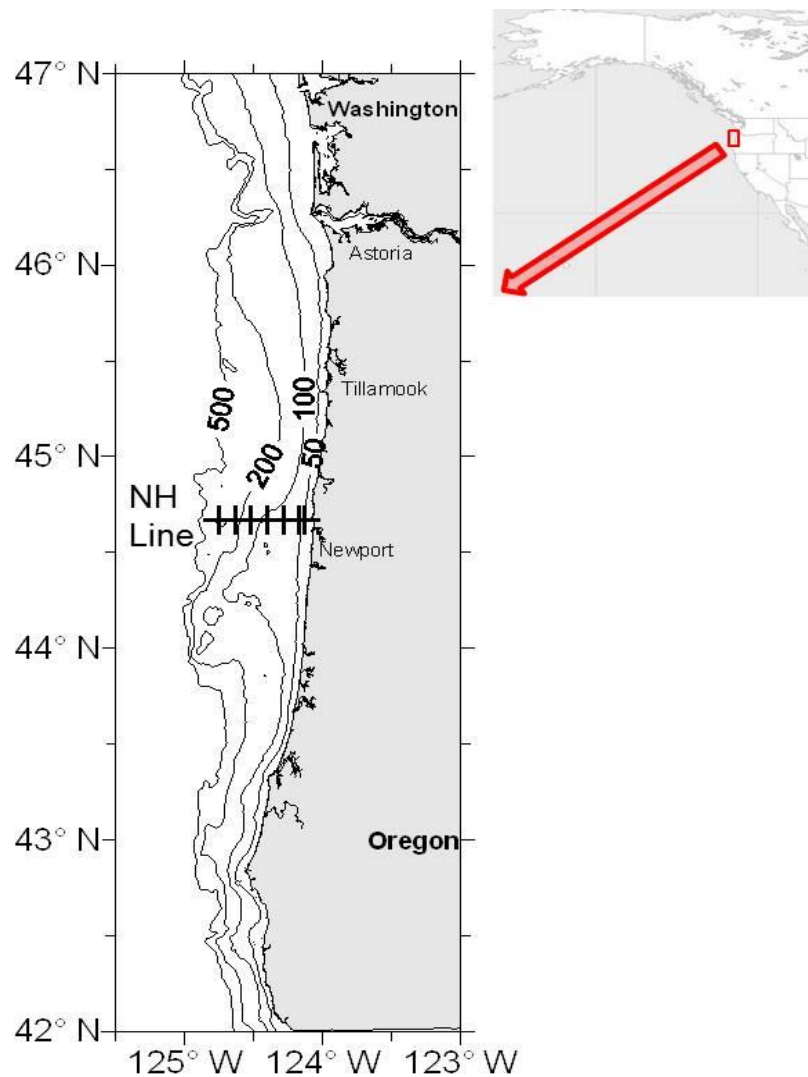 47° N
Washington
Astoria
46° N
Tillamook
500
100
200
50
45° N
NH
Line
Newport
44° N
43° N
Oregon
42° N
125° W 124° W 123° W